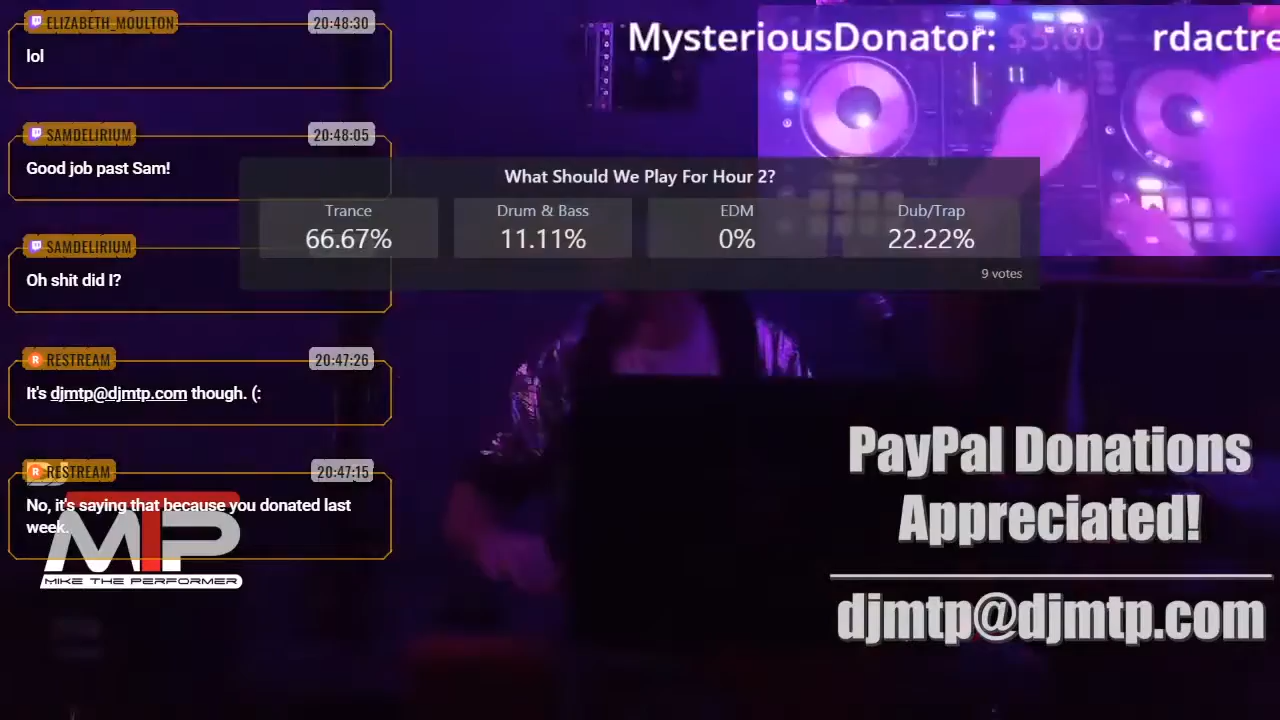 ELIZABETH_MOULTON 20:48:30
lol
SAMDELIRIUM 20:48:05
Good job past Sam!
SAMDELIRIUM
Oh shit did I?
RESTREAM 20:47:26
It's djmtp@djmtp.com though. (:
RESTREAM 20:47:15
No, it's saying that because you donated last
week.
MTP
MIKE THE PERFORMER
MysteriousDonator: $5.00 rdactre
What Should We Play For Hour 2?
Trance Drum & Bass EDM Dub/Trap
66.67% 11.11% 0% 22.22%
9 votes
PayPal Donations
Appreciated!
djmtp@djmtp.com